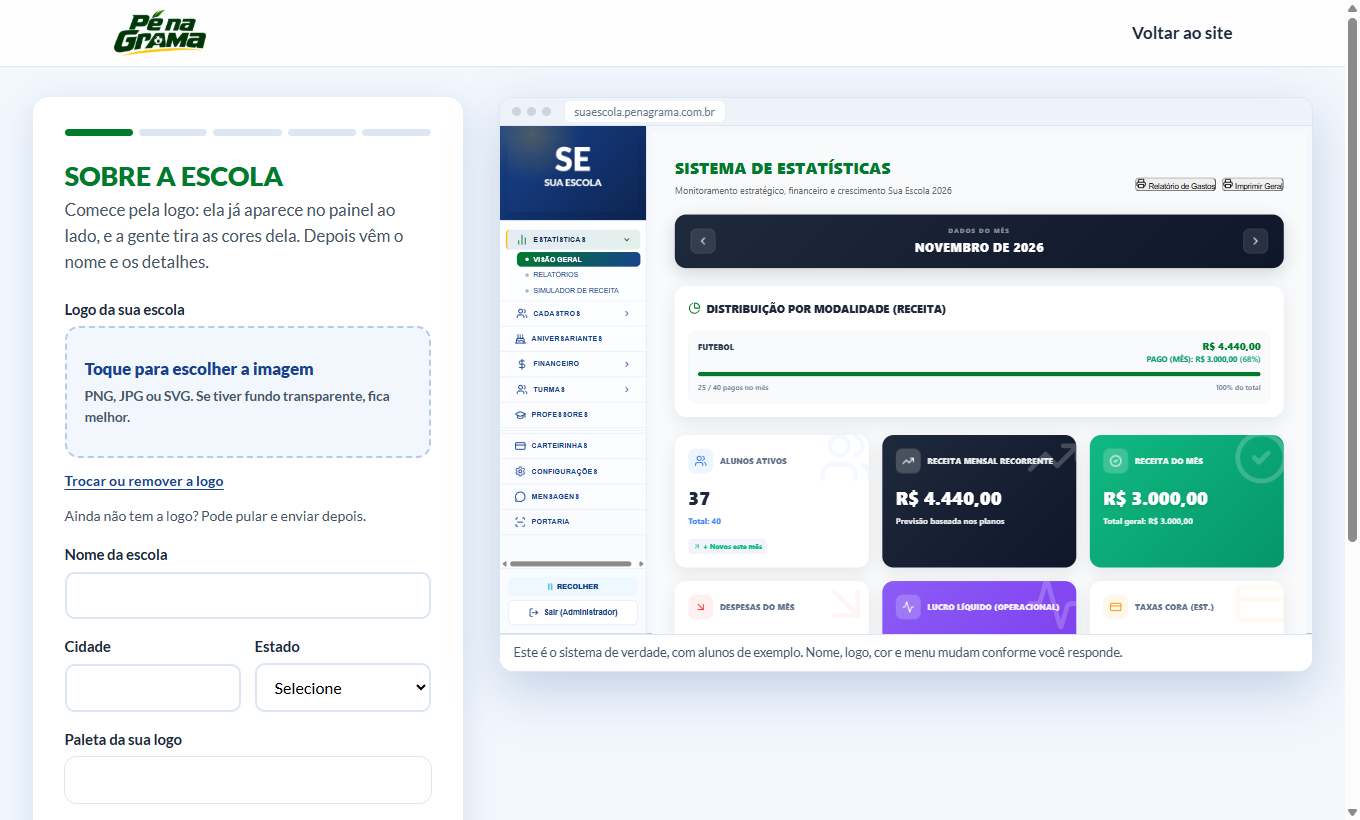 Pé na
GRAMA
Voltar ao site
SOBRE A ESCOLA
Comece pela logo: ela já aparece no painel ao
lado, e a gente tira as cores dela. Depois vêm o
nome e os detalhes.
Logo da sua escola
Toque para escolher a imagem
PNG, JPG ou SVG. Se tiver fundo transparente, fica
melhor.
Trocar ou remover a logo
Ainda não tem a logo? Pode pular e enviar depois.
Nome da escola
Cidade
Estado
Selecione
Paleta da sua logo
suaescola.penagrama.com.br
SE
SUA ESCOLA
ESTATÍSTICAS
VISÃO GERAL
RELATÓRIOS
SIMULADOR DE RECEITA
CADASTROS
ANIVERSARIANTES
FINANCEIRO
TURMAS
PROFESSORES
CARTEIRINHAS
CONFIGURAÇÕES
MENSAGENS
PORTARIA
RECOLHER
Sair (Administrador)
SISTEMA DE ESTATÍSTICAS
Monitoramento estratégico, financeiro e crescimento Sua Escola 2026
Relatório de Gastos
Imprimir Geral
DADOS DO MÊS
NOVEMBRO DE 2026
DISTRIBUIÇÃO POR MODALIDADE (RECEITA)
FUTEBOL
R$ 4.440,00
PAGO (MÊS): R$ 3.000,00 (68%)
25 / 40 pagos no mês
100% do total
ALUNOS ATIVOS
37
Total: 40
+ Novos este mês
RECEITA MENSAL RECORRENTE
R$ 4.440,00
Previsão baseada nos planos
RECEITA DO MÊS
R$ 3.000,00
Total geral: R$ 3.000,00
DESPESAS DO MÊS
LUCRO LÍQUIDO (OPERACIONAL)
TAXAS CORA (EST.)
Este é o sistema de verdade, com alunos de exemplo. Nome, logo, cor e menu mudam conforme você responde.